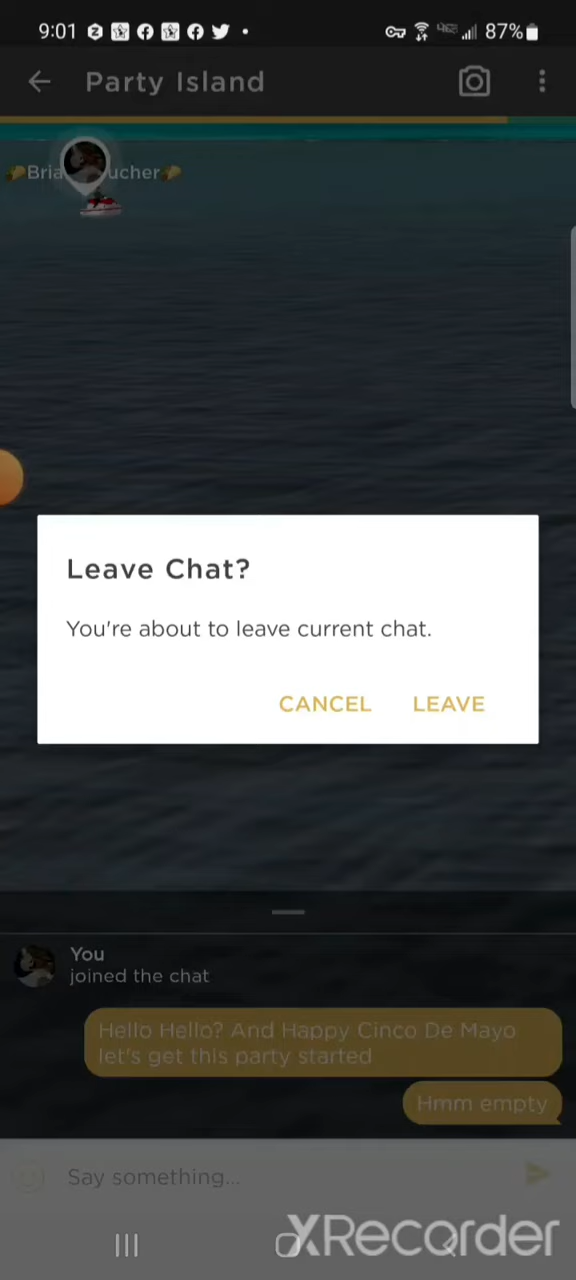 9:01
87%
Party Island
Bria ucher
Leave Chat?
You're about to leave current chat.
CANCEL LEAVE
You
joined the chat
Hello Hello? And Happy Cinco De Mayo
let's get this party started
Hmm empty
Say something...
XRecorder